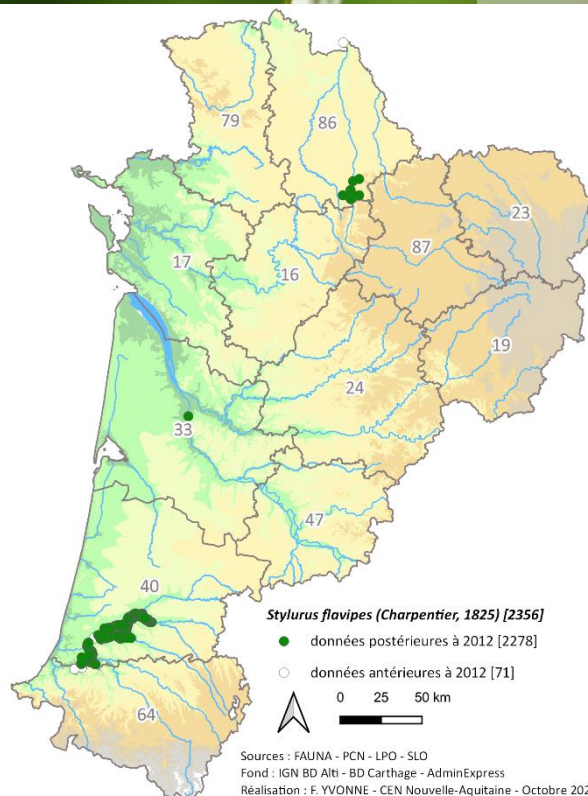 79
86
23
17
16
87
19
24
33
47
40
Stylurus flavipes (Charpentier, 1825) [2356]
données postérieures à 2012 [2278]
données antérieures à 2012 [71]
64
0 25 50 km
Sources : FAUNA - PCN - LPO - SLO
Fond : IGN BD Alti - BD Carthage - AdminExpress
Réalisation : F. YVONNE - CEN Nouvelle-Aquitaine - Octobre